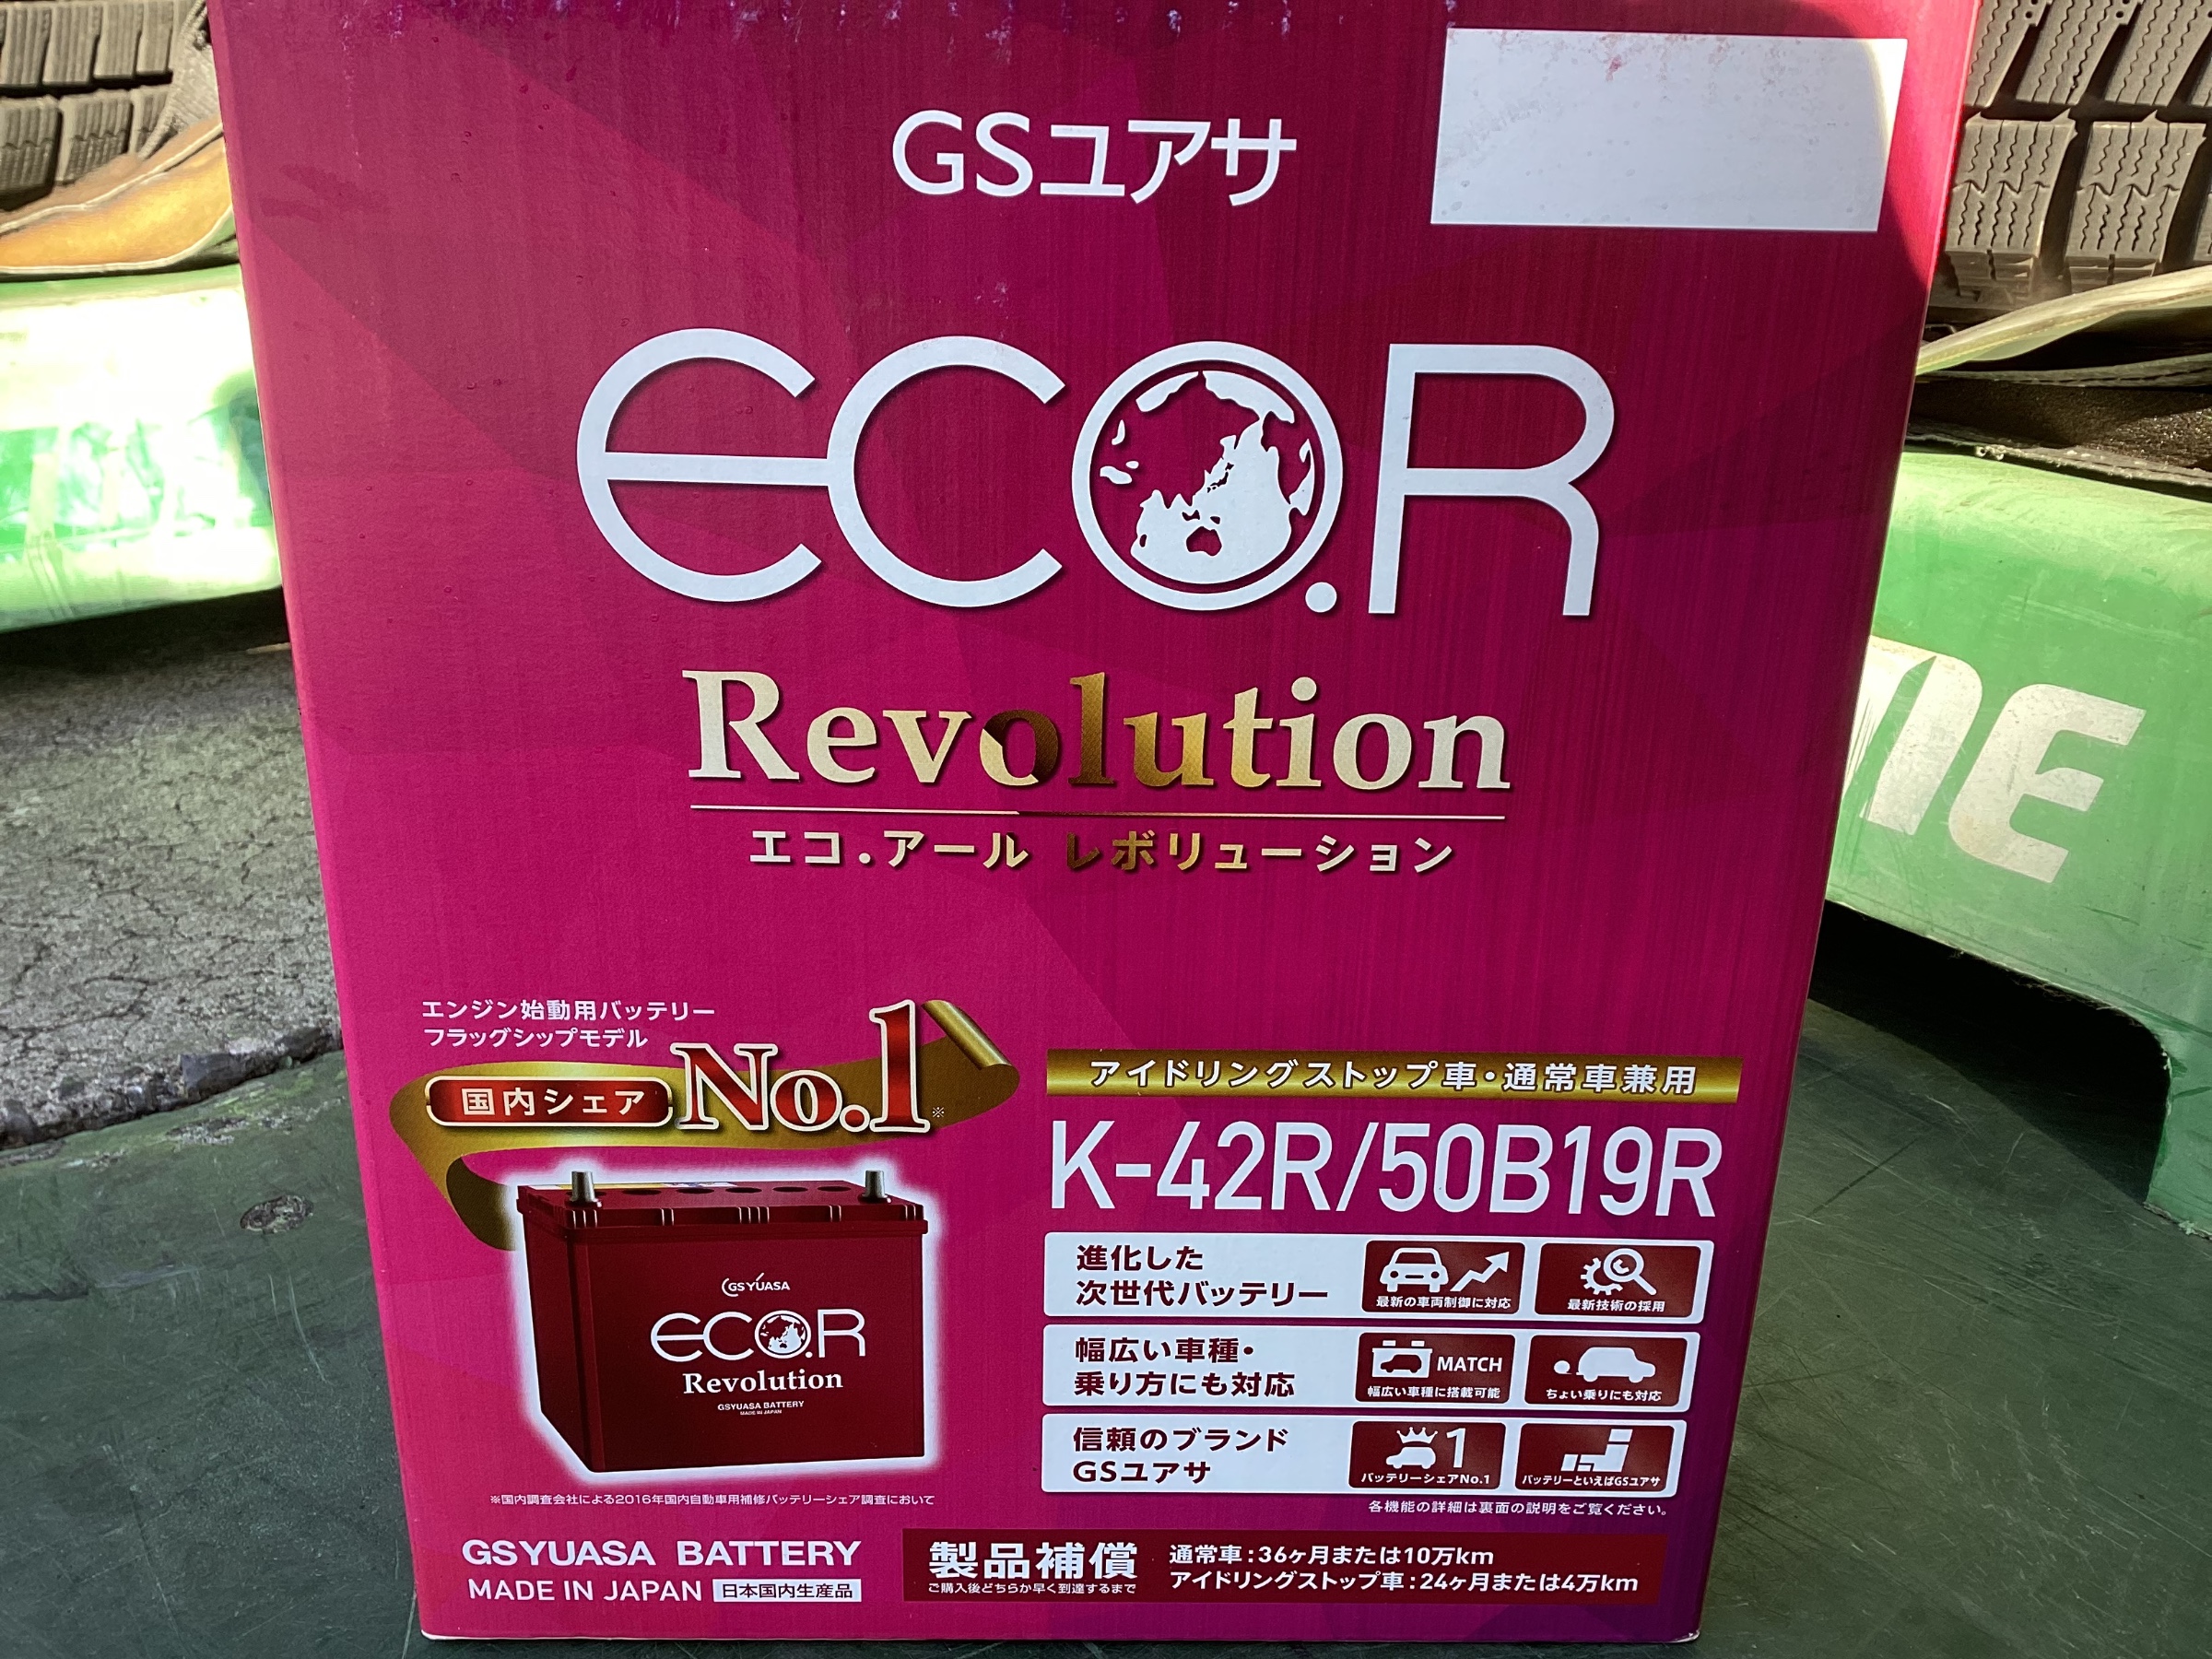 GSユアサ
eco.R
Revolution
エコ.アール レボリューション
エンジン始動用バッテリー
フラッグシップモデル
国内シェア No.1※
GS YUASA
eco.R
Revolution
GSYUASA BATTERY
MADE IN JAPAN
※国内調査会社による2016年国内自動車用補修バッテリーシェア調査において
アイドリングストップ車・通常車兼用
K-42R/50B19R
進化した
次世代バッテリー
最新の車両制御に対応
最新技術の採用
幅広い車種・
乗り方にも対応
MATCH
幅広い車種に搭載可能
ちょい乗りにも対応
信頼のブランド
GSユアサ
1
バッテリーシェアNo.1
バッテリーといえばGSユアサ
各機能の詳細は裏面の説明をご覧ください。
GSYUASA BATTERY
MADE IN JAPAN 日本国内生産品
製品補償
ご購入後どちらか早く到達するまで
通常車：36ヶ月または10万km
アイドリングストップ車：24ヶ月または4万km